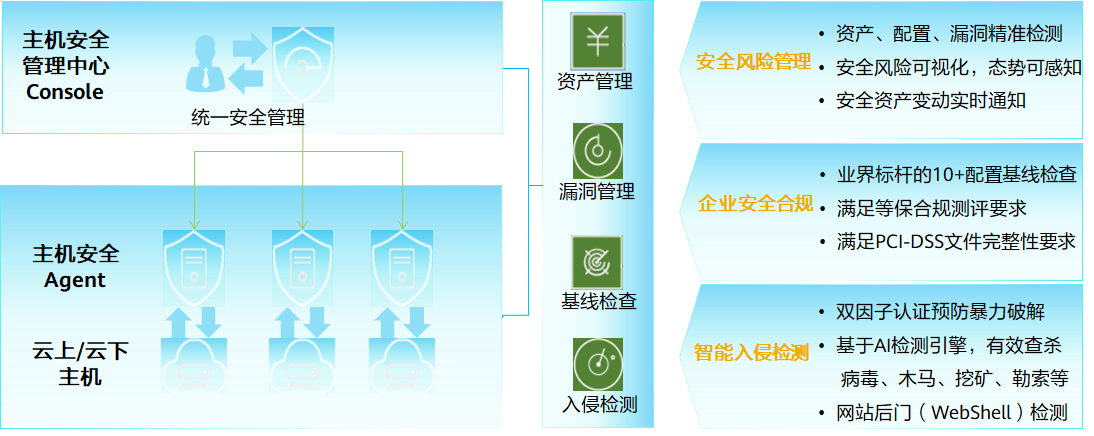 主机安全
管理中心
Console
统一安全管理
主机安全
Agent
云上/云下
主机
资产管理
漏洞管理
基线检查
入侵检测
安全风险管理
• 资产、配置、漏洞精准检测
• 安全风险可视化，态势可感知
• 安全资产变动实时通知
企业安全合规
• 业界标杆的10+配置基线检查
• 满足等保合规测评要求
• 满足PCI-DSS文件完整性要求
智能入侵检测
• 双因子认证预防暴力破解
• 基于AI检测引擎，有效查杀
病毒、木马、挖矿、勒索等
• 网站后门（WebShell）检测